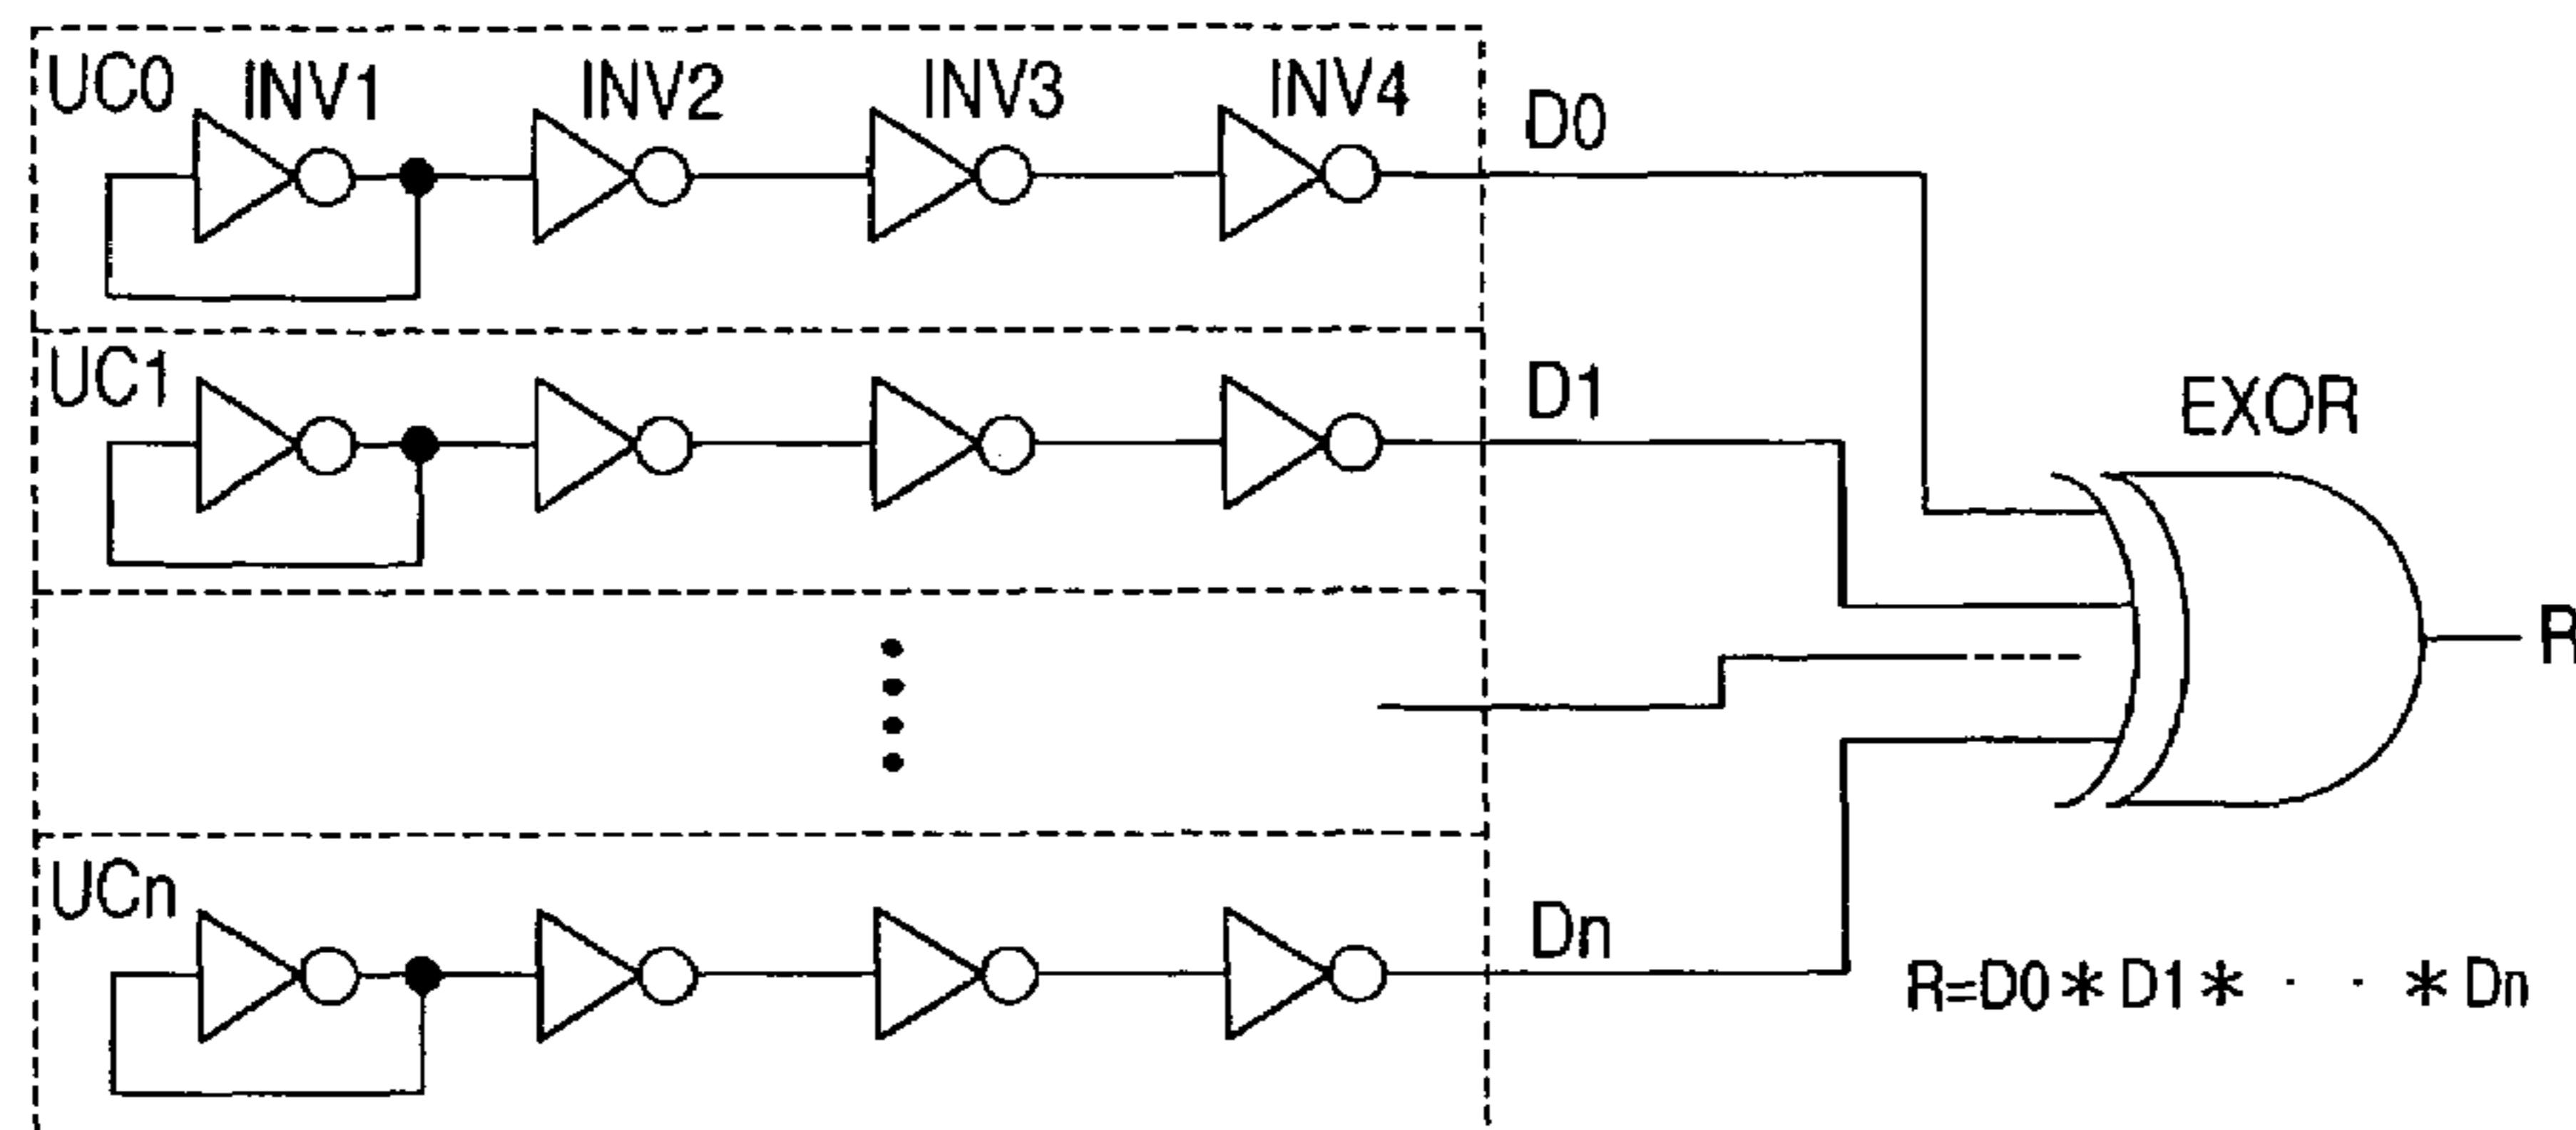 UC0 INV1 INV2 INV3 INV4 D0
UC1 D1
EXOR
R
UCn Dn
R=D0＊D1＊・・＊Dn